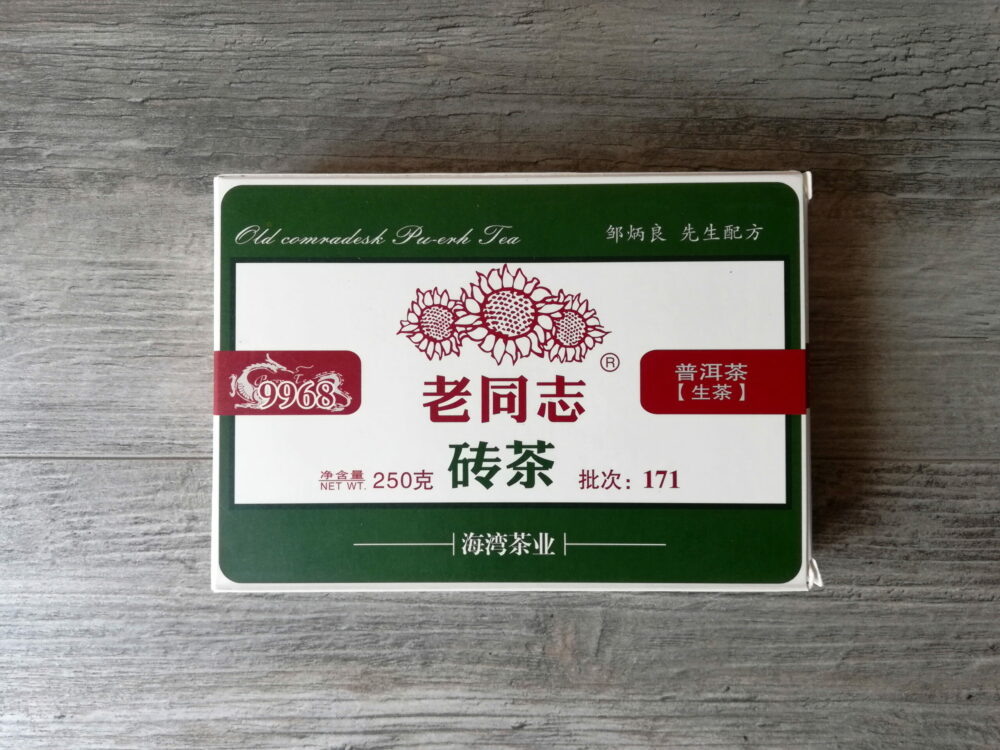 Old comradesk Pu-erh Tea
邹炳良 先生配方
®
9968
老同志
普洱茶
【生茶】
砖茶
净含量
NET WT.
250克
批次：171
海湾茶业